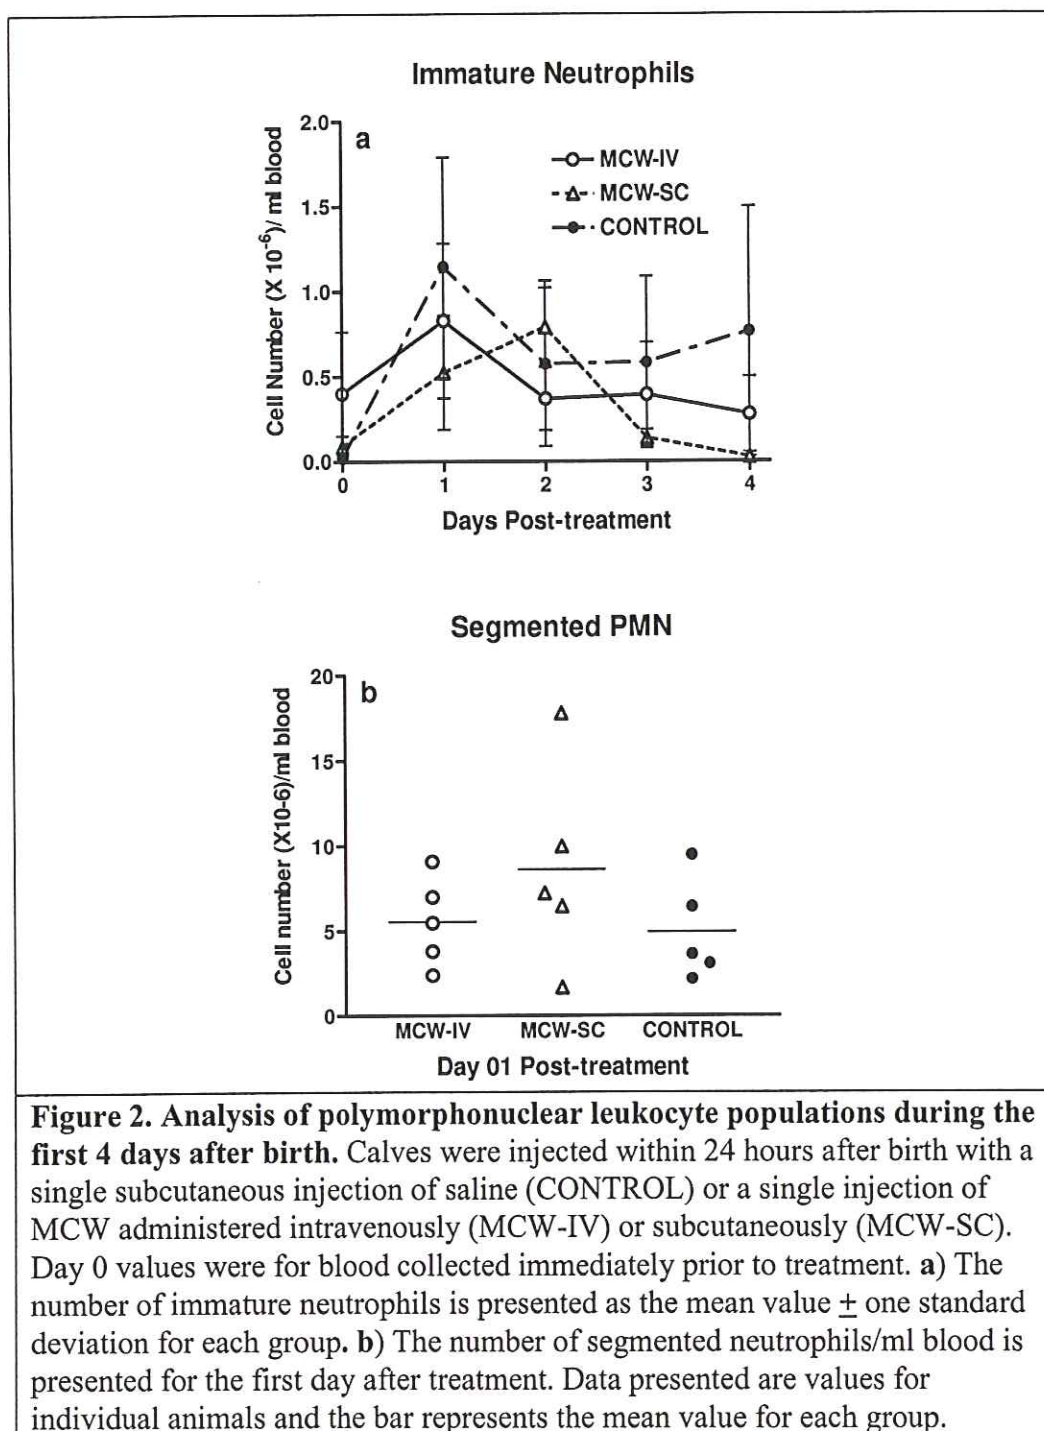 Immature Neutrophils
a
2.0
1.5
1.0
0.5
0.0
Cell Number (X 10⁻⁶)/ ml blood
MCW-IV
MCW-SC
CONTROL
0 1 2 3 4
Days Post-treatment
Segmented PMN
b
20
15
10
5
0
Cell number (X10-6)/ml blood
MCW-IV MCW-SC CONTROL
Day 01 Post-treatment
Figure 2. Analysis of polymorphonuclear leukocyte populations during the
first 4 days after birth. Calves were injected within 24 hours after birth with a
single subcutaneous injection of saline (CONTROL) or a single injection of
MCW administered intravenously (MCW-IV) or subcutaneously (MCW-SC).
Day 0 values were for blood collected immediately prior to treatment. a) The
number of immature neutrophils is presented as the mean value ± one standard
deviation for each group. b) The number of segmented neutrophils/ml blood is
presented for the first day after treatment. Data presented are values for
individual animals and the bar represents the mean value for each group.